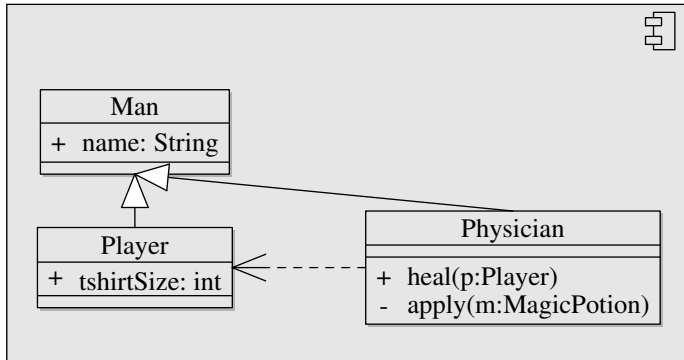 Man
+ name: String
Player
+ tshirtSize: int
Physician
+ heal(p:Player)
- apply(m:MagicPotion)